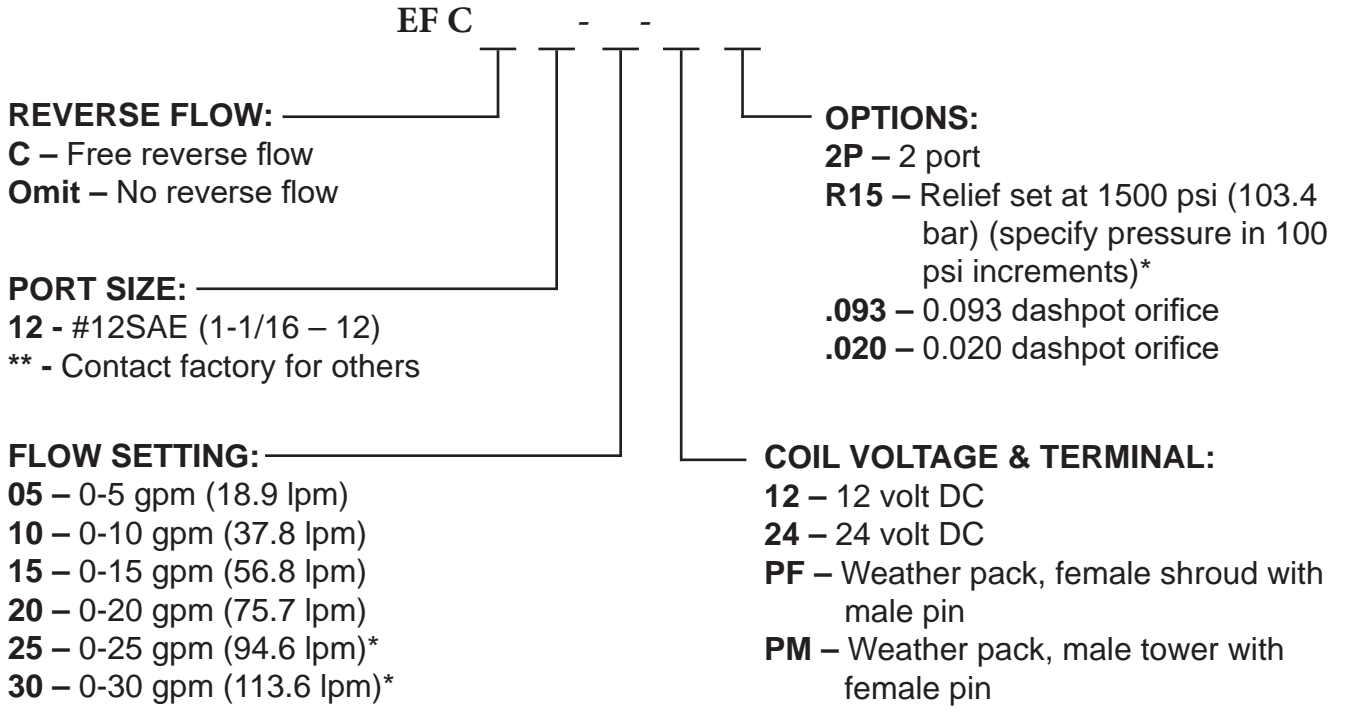 EF C - -
REVERSE FLOW:
C – Free reverse flow
Omit – No reverse flow
PORT SIZE:
12 - #12SAE (1-1/16 – 12)
** - Contact factory for others
FLOW SETTING:
05 – 0-5 gpm (18.9 lpm)
10 – 0-10 gpm (37.8 lpm)
15 – 0-15 gpm (56.8 lpm)
20 – 0-20 gpm (75.7 lpm)
25 – 0-25 gpm (94.6 lpm)*
30 – 0-30 gpm (113.6 lpm)*
OPTIONS:
2P – 2 port
R15 – Relief set at 1500 psi (103.4
bar) (specify pressure in 100
psi increments)*
.093 – 0.093 dashpot orifice
.020 – 0.020 dashpot orifice
COIL VOLTAGE & TERMINAL:
12 – 12 volt DC
24 – 24 volt DC
PF – Weather pack, female shroud with
male pin
PM – Weather pack, male tower with
female pin